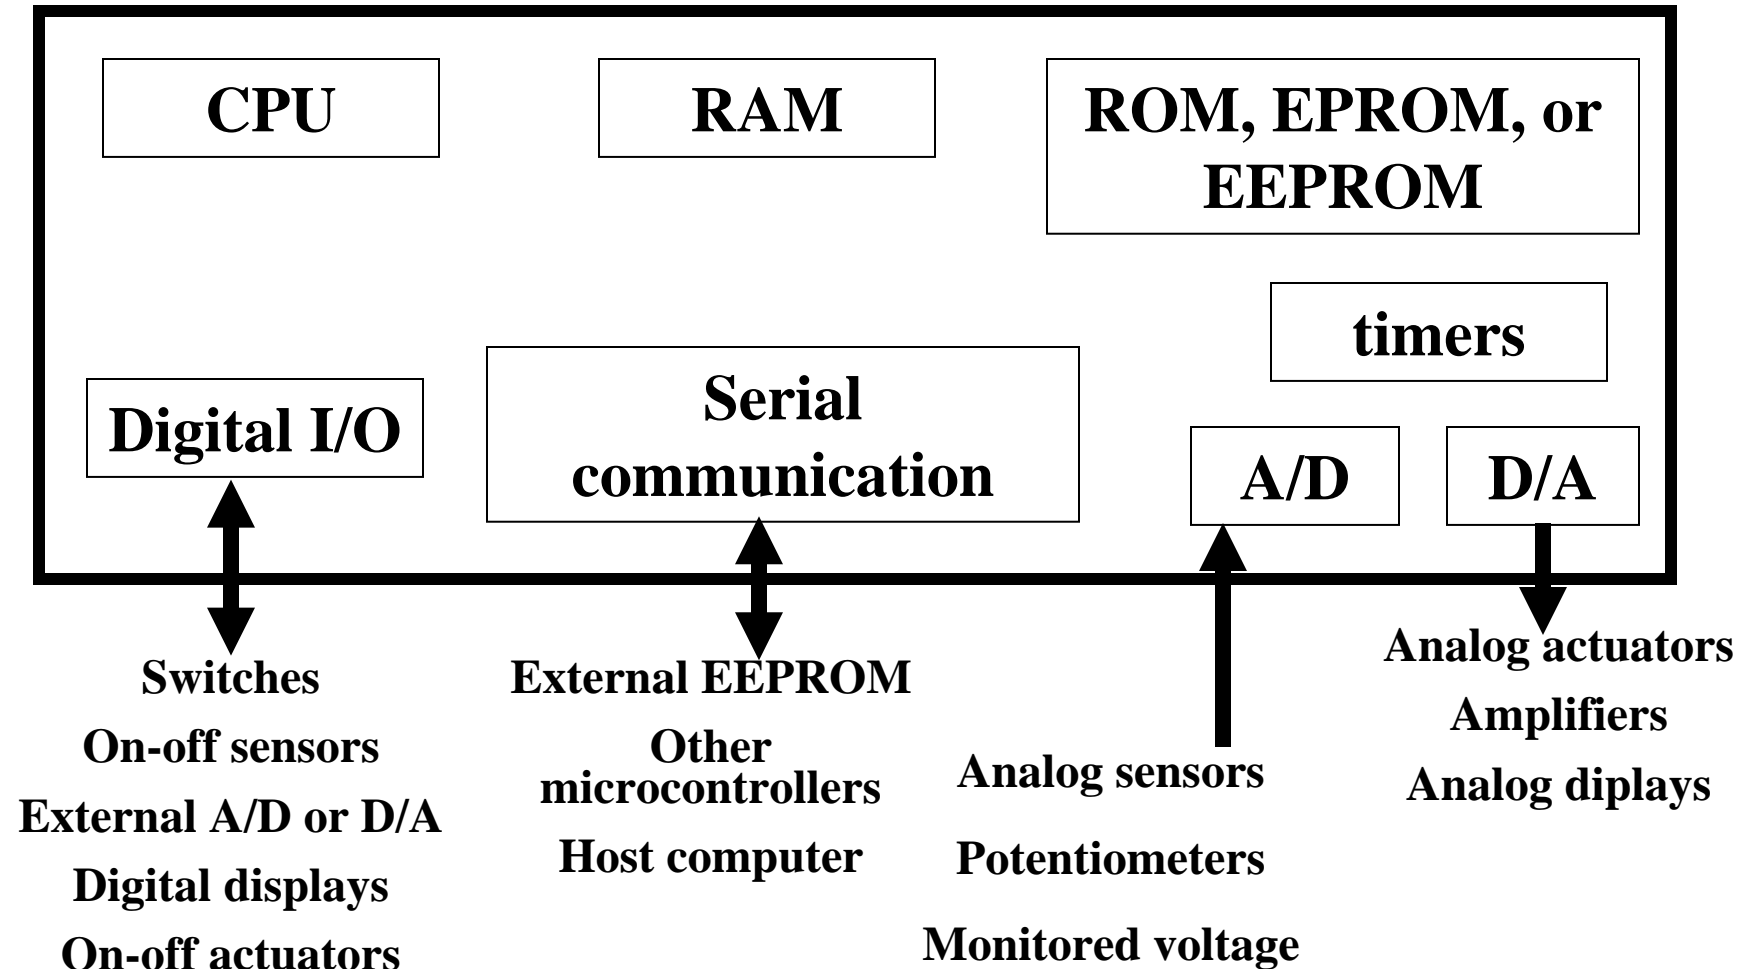 CPU
RAM
ROM, EPROM, or
EEPROM
timers
Digital I/O
Serial
communication
A/D
D/A
Switches
On-off sensors
External A/D or D/A
Digital displays
On-off actuators
External EEPROM
Other
microcontrollers
Host computer
Analog sensors
Potentiometers
Monitored voltage
Analog actuators
Amplifiers
Analog diplays